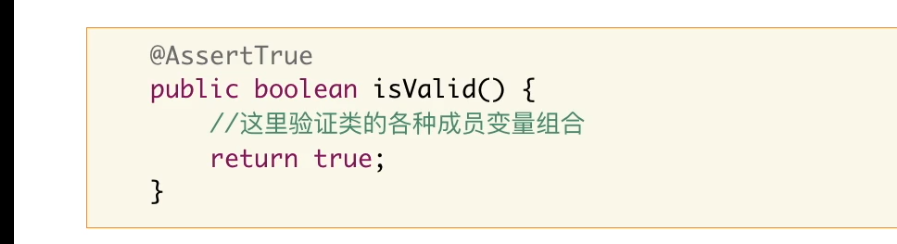 @AssertTrue
public boolean isValid() {
//这里验证类的各种成员变量组合
return true;
}